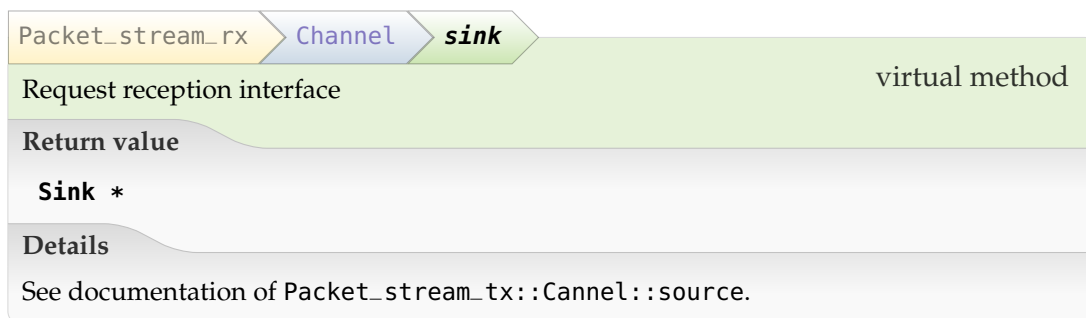 Packet_stream_rx Channel sink
virtual method
Request reception interface
Return value
Sink *
Details
See documentation of Packet_stream_tx::Cannel::source.